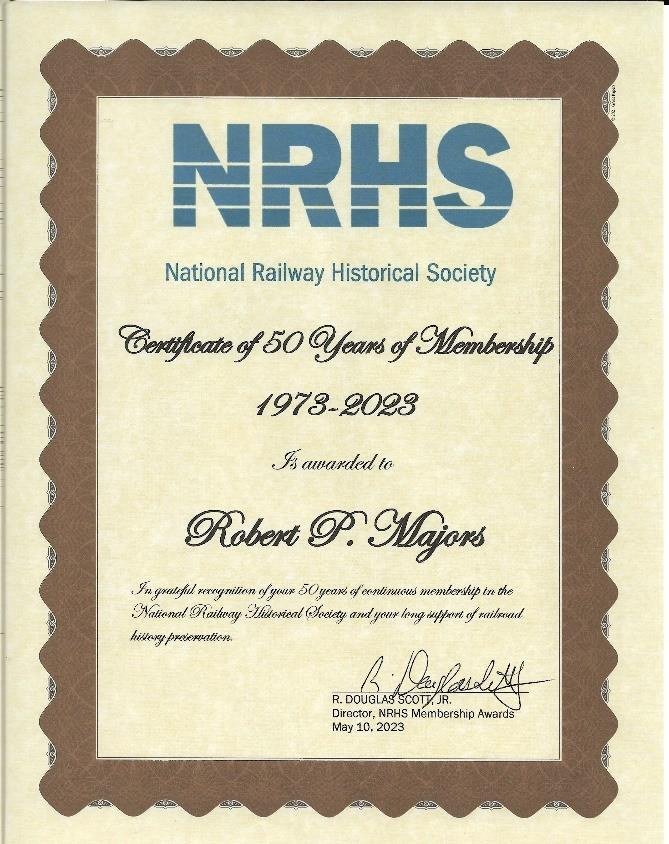 NRHS
National Railway Historical Society
Certificate of 50 Years of Membership
1973-2023
Is awarded to
Robert P. Majors
In grateful recognition of your 50 years of continuous membership in the
National Railway Historical Society and your long support of railroad
history preservation.
R. DOUGLAS SCOTT, JR.
Director, NRHS Membership Awards
May 10, 2023